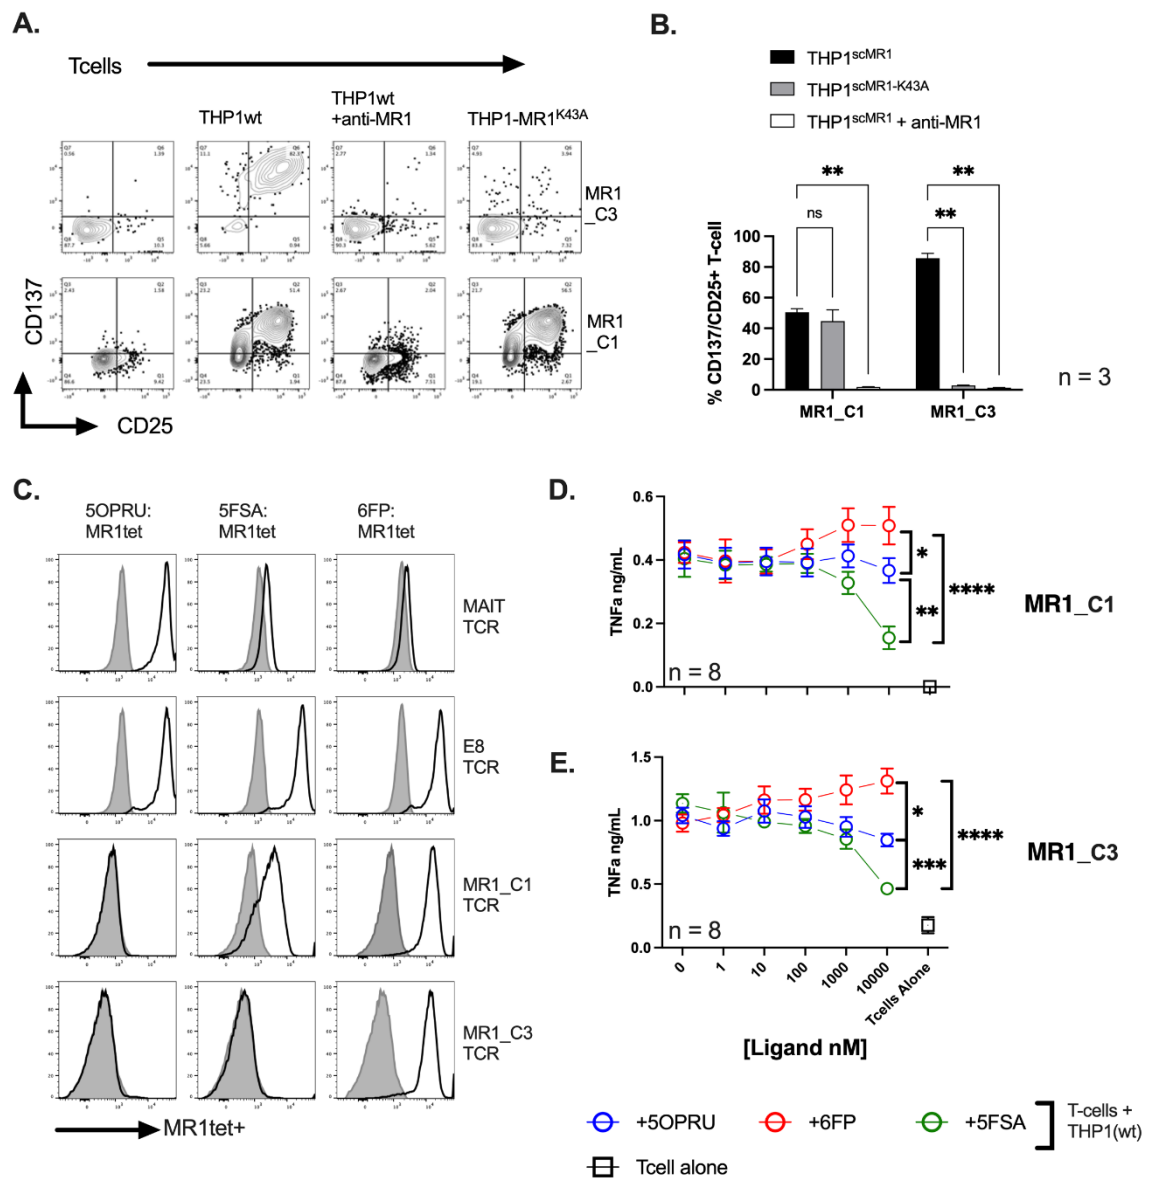 A.
Tcells
THP1wt
THP1wt
+anti-MR1
THP1-MR1K43A
MR1
_C3
MR1
_C1
CD137
CD25
B.
THP1scMR1
THP1scMR1-K43A
THP1scMR1 + anti-MR1
**
**
ns
**
% CD137/CD25+ T-cell
100
80
60
40
20
0
MR1_C1
MR1_C3
n = 3
C.
5OPRU:
MR1tet
5FSA:
MR1tet
6FP:
MR1tet
MAIT
TCR
E8
TCR
MR1_C1
TCR
MR1_C3
TCR
MR1tet+
D.
TNFa ng/mL
0.6
0.4
0.2
0.0
n = 8
*
**
****
MR1_C1
E.
TNFa ng/mL
1.5
1.0
0.5
0.0
n = 8
*
***
****
MR1_C3
0
1
10
100
1000
10000
Tcells Alone
[Ligand nM]
+5OPRU
+6FP
+5FSA
T-cells +
THP1(wt)
Tcell alone